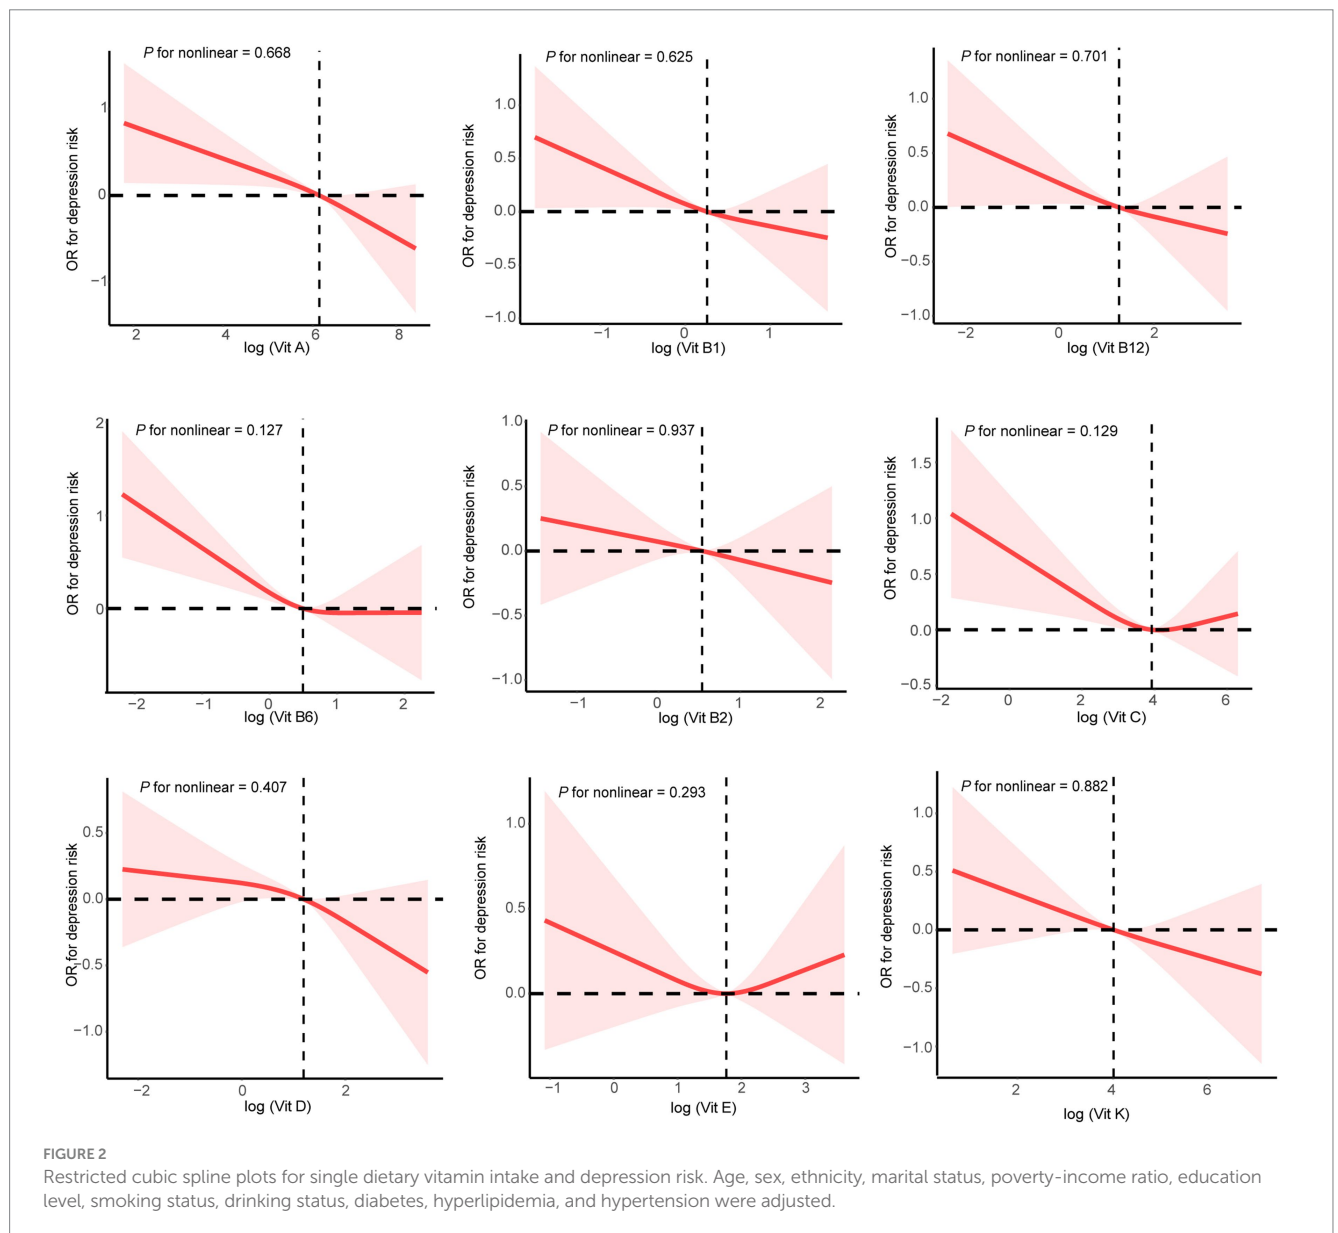 P for nonlinear = 0.668
OR for depression risk
1
0
−1
2 4 6 8
log (Vit A)
P for nonlinear = 0.625
OR for depression risk
1.0
0.5
0.0
−0.5
−1.0
−1 0 1
log (Vit B1)
P for nonlinear = 0.701
OR for depression risk
1.0
0.5
0.0
−0.5
−1.0
−2 0 2
log (Vit B12)
P for nonlinear = 0.127
OR for depression risk
2
1
0
−2 −1 0 1 2
log (Vit B6)
P for nonlinear = 0.937
OR for depression risk
1.0
0.5
0.0
−0.5
−1.0
−1 0 1 2
log (Vit B2)
P for nonlinear = 0.129
OR for depression risk
1.5
1.0
0.5
0.0
−0.5
−2 0 2 4 6
log (Vit C)
P for nonlinear = 0.407
OR for depression risk
0.5
0.0
−0.5
−1.0
−2 0 2
log (Vit D)
P for nonlinear = 0.293
OR for depression risk
1.0
0.5
0.0
−1 0 1 2 3
log (Vit E)
P for nonlinear = 0.882
OR for depression risk
1.0
0.5
0.0
−0.5
−1.0
2 4 6
log (Vit K)
FIGURE 2
Restricted cubic spline plots for single dietary vitamin intake and depression risk. Age, sex, ethnicity, marital status, poverty-income ratio, education
level, smoking status, drinking status, diabetes, hyperlipidemia, and hypertension were adjusted.